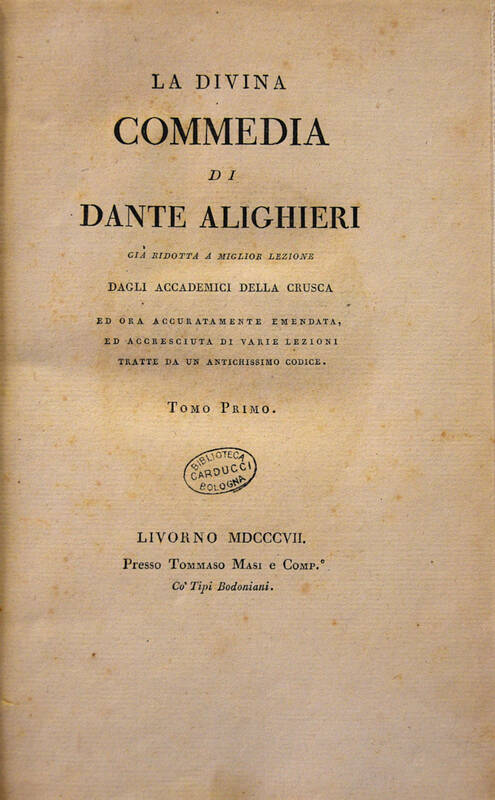 LA DIVINA
COMMEDIA
DI
DANTE ALIGHIERI
GIÀ RIDOTTA A MIGLIOR LEZIONE
DAGLI ACCADEMICI DELLA CRUSCA
ED ORA ACCURATAMENTE EMENDATA,
ED ACCRESCIUTA DI VARIE LEZIONI
TRATTE DA UN ANTICHISSIMO CODICE.
TOMO PRIMO.
BIBLIOTECA
CARDUCCI
BOLOGNA
LIVORNO MDCCCVII.
Presso TOMMASO MASI e COMP.°
Co' Tipi Bodoniani.